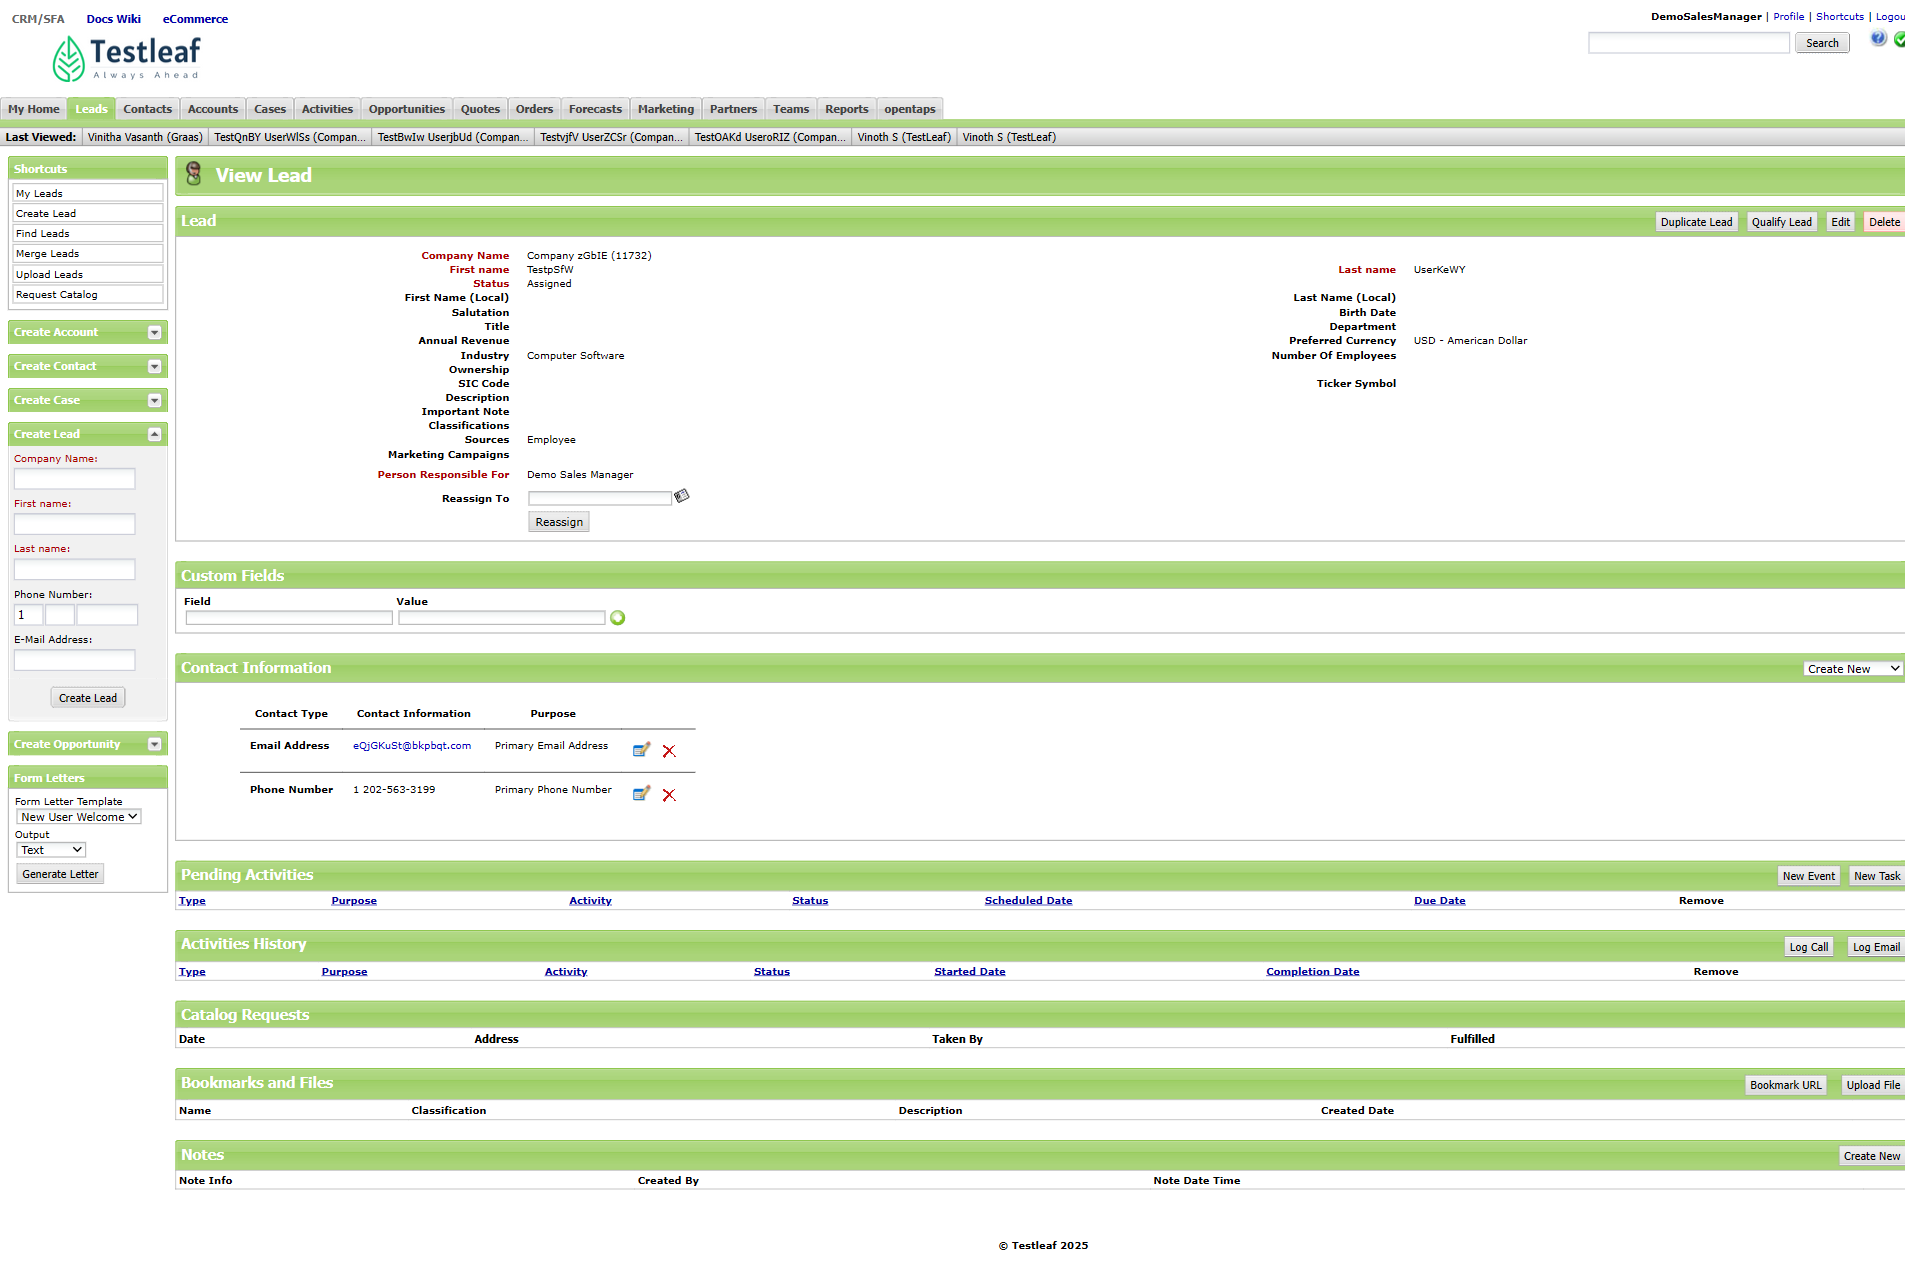 CRM/SFA Docs Wiki eCommerce
DemoSalesManager | Profile | Shortcuts | Logou
Testleaf
Always Ahead
Search
My Home Leads Contacts Accounts Cases Activities Opportunities Quotes Orders Forecasts Marketing Partners Teams Reports opentaps
Last Viewed: Vinitha Vasanth (Graas) TestQnBY UserWlSs (Compan... TestBwIw UserjbUd (Compan... TestvjfV UserZCSr (Compan... TestOAKd UseroRIZ (Compan... Vinoth S (TestLeaf) Vinoth S (TestLeaf)
Shortcuts
My Leads
Create Lead
Find Leads
Merge Leads
Upload Leads
Request Catalog
Create Account
Create Contact
Create Case
Create Lead
Company Name:
First name:
Last name:
Phone Number:
1
E-Mail Address:
Create Lead
Create Opportunity
Form Letters
Form Letter Template
New User Welcome
Output
Text
Generate Letter
View Lead
Lead
Duplicate Lead Qualify Lead Edit Delete
Company Name Company zGbIE (11732)
First name TestpSfW Last name UserKeWY
Status Assigned
First Name (Local) Last Name (Local)
Salutation Birth Date
Title Department
Annual Revenue Preferred Currency USD - American Dollar
Industry Computer Software Number Of Employees
Ownership
SIC Code Ticker Symbol
Description
Important Note
Classifications
Sources Employee
Marketing Campaigns
Person Responsible For Demo Sales Manager
Reassign To
Reassign
Custom Fields
Field Value
Contact Information
Create New
Contact Type Contact Information Purpose
Email Address eQjGKuSt@bkpbqt.com Primary Email Address
Phone Number 1 202-563-3199 Primary Phone Number
Pending Activities
New Event New Task
Type Purpose Activity Status Scheduled Date Due Date Remove
Activities History
Log Call Log Email
Type Purpose Activity Status Started Date Completion Date Remove
Catalog Requests
Date Address Taken By Fulfilled
Bookmarks and Files
Bookmark URL Upload File
Name Classification Description Created Date
Notes
Create New
Note Info Created By Note Date Time
© Testleaf 2025